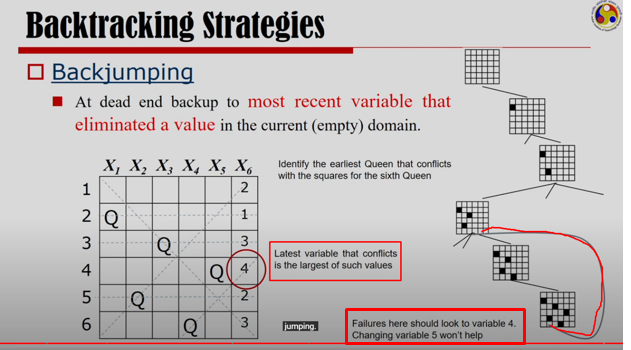 Backtracking Strategies
Backjumping
At dead end backup to most recent variable that
eliminated a value in the current (empty) domain.
X1 X2 X3 X4 X5 X6
1 2
2 Q 1
3 Q 3
4 Q 4
5 Q 2
6 Q 3
Identify the earliest Queen that conflicts
with the squares for the sixth Queen
Latest variable that conflicts
is the largest of such values
jumping.
Failures here should look to variable 4.
Changing variable 5 won't help